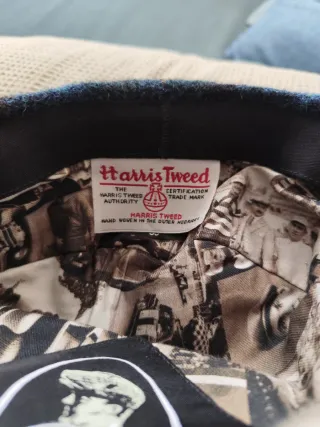 Harris Tweed
THE HARRIS TWEED AUTHORITY
CERTIFICATION TRADE MARK
HARRIS TWEED
HAND WOVEN IN THE OUTER HEBRIDES